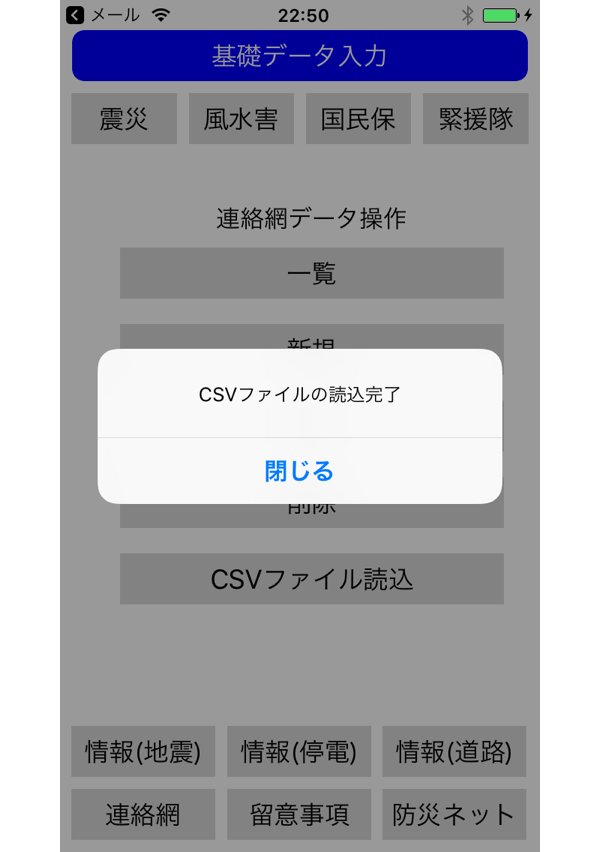 メール 22:50
基礎データ入力
震災 風水害 国民保 緊援隊
連絡網データ操作
一覧
新規
CSVファイルの読込完了
閉じる
削除
CSVファイル読込
情報(地震) 情報(停電) 情報(道路)
連絡網 留意事項 防災ネット